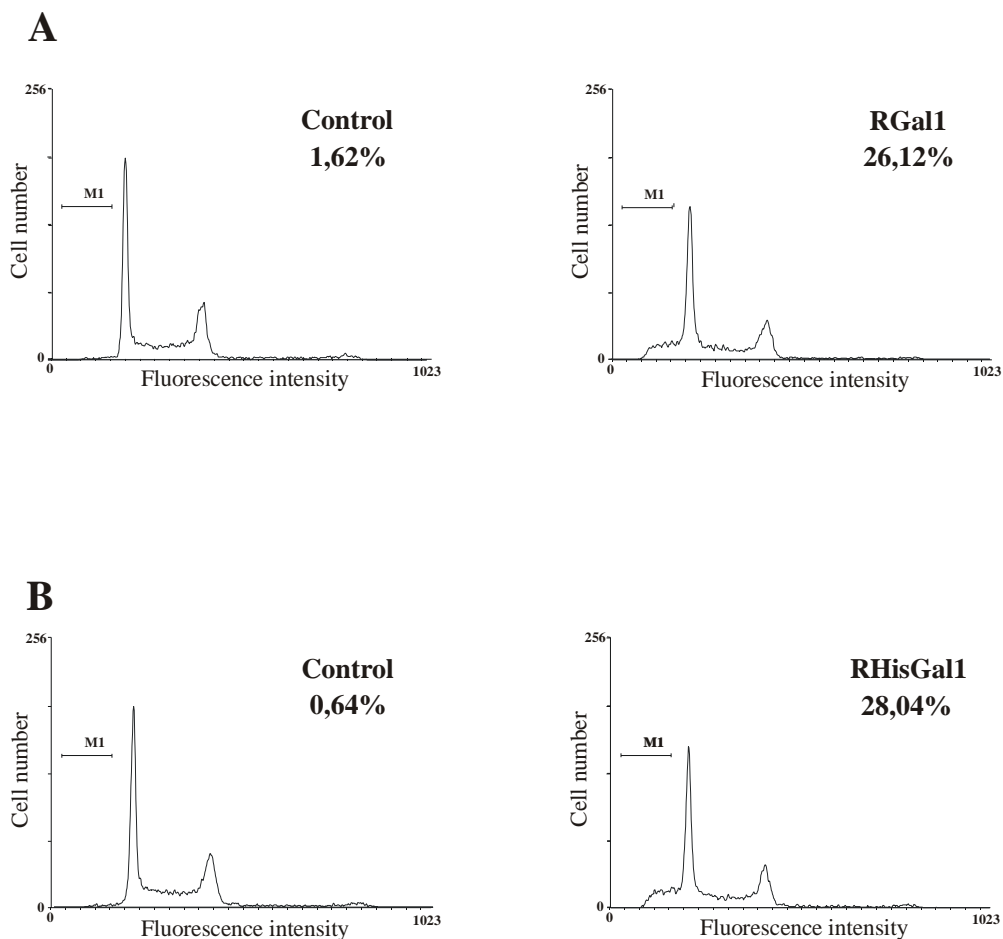 A
256
Control
1,62%
M1
Cell number
0
0
Fluorescence intensity
1023
256
RGal1
26,12%
M1
Cell number
0
0
Fluorescence intensity
1023
B
256
Control
0,64%
M1
Cell number
0
0
Fluorescence intensity
1023
256
RHisGal1
28,04%
M1
Cell number
0
0
Fluorescence intensity
1023